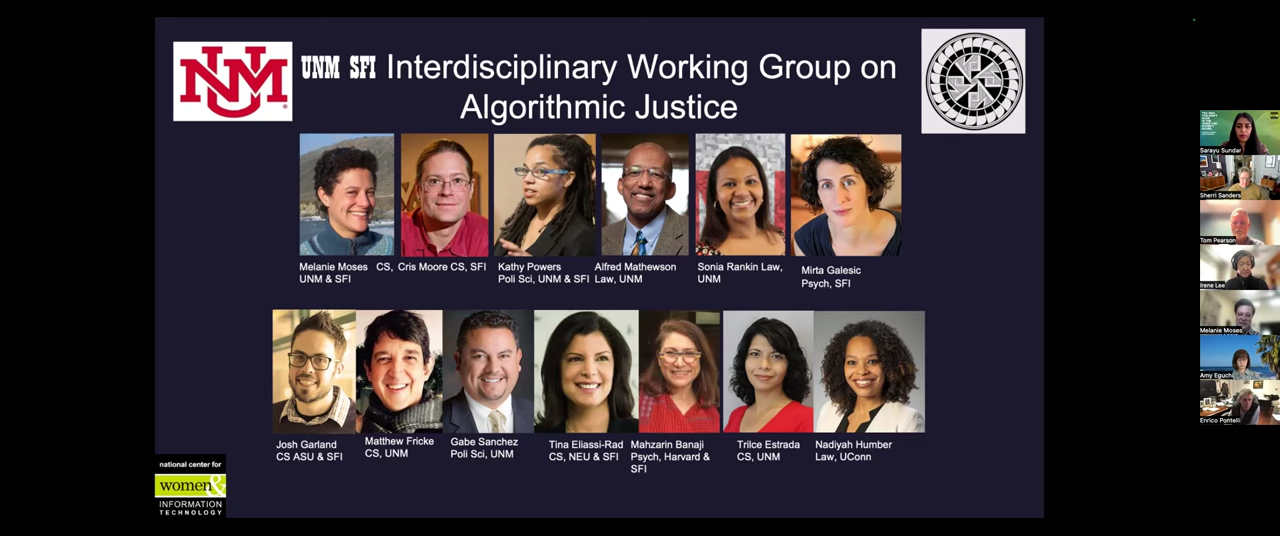 UNM SFI Interdisciplinary Working Group on
Algorithmic Justice
UNM
Melanie Moses CS,
UNM & SFI
Cris Moore CS, SFI
Kathy Powers
Poli Sci, UNM & SFI
Alfred Mathewson
Law, UNM
Sonia Rankin Law,
UNM
Mirta Galesic
Psych, SFI
Josh Garland
CS ASU & SFI
Matthew Fricke
CS, UNM
Gabe Sanchez
Poli Sci, UNM
Tina Eliassi-Rad
CS, NEU & SFI
Mahzarin Banaji
Psych, Harvard &
SFI
Trilce Estrada
CS, UNM
Nadiyah Humber
Law, UConn
national center for
women&
INFORMATION
TECHNOLOGY
Sarayu Sundar
Sherri Sanders
Tom Pearson
Irene Lee
Melanie Moses
Amy Eguchi
Enrico Pontelli